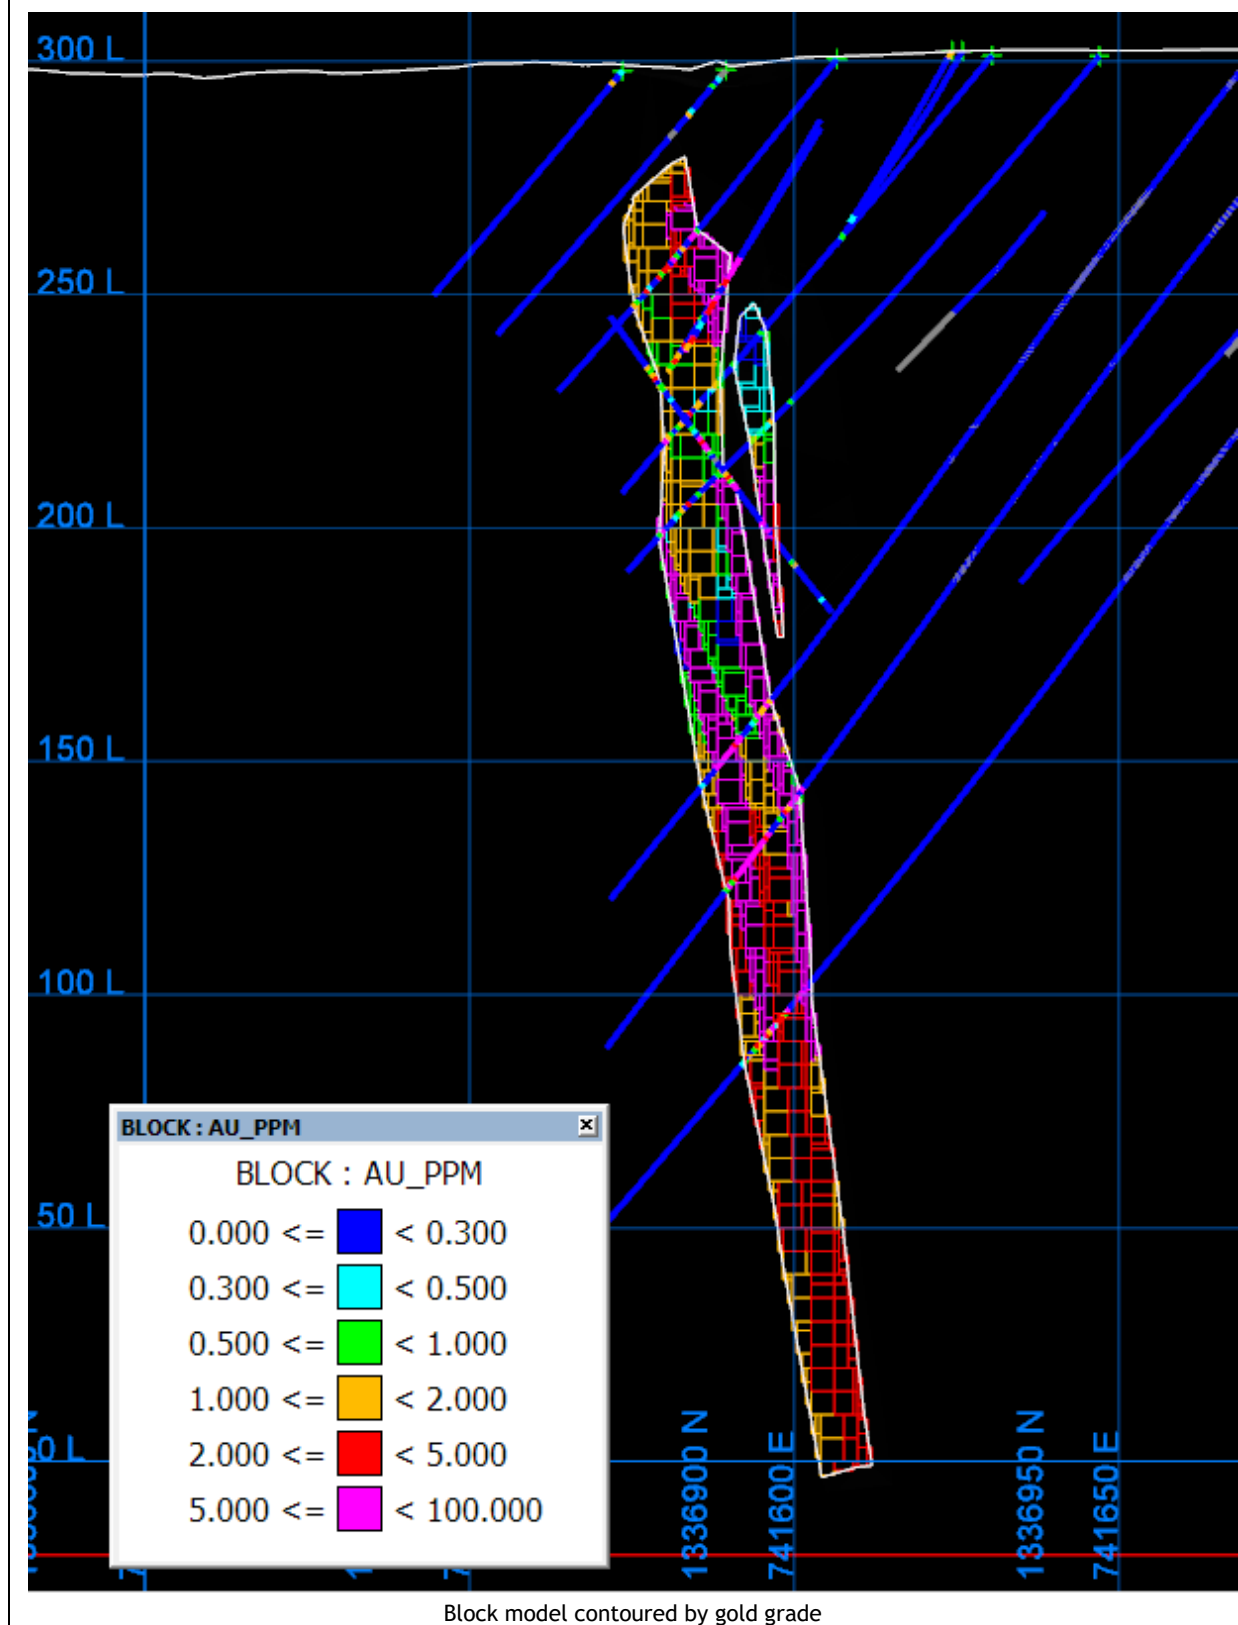 300 L
250 L
200 L
150 L
100 L
50 L
0 L
BLOCK : AU_PPM
BLOCK : AU_PPM
0.000 <= < 0.300
0.300 <= < 0.500
0.500 <= < 1.000
1.000 <= < 2.000
2.000 <= < 5.000
5.000 <= < 100.000
1336900 N
741600 E
1336950 N
741650 E
Block model contoured by gold grade